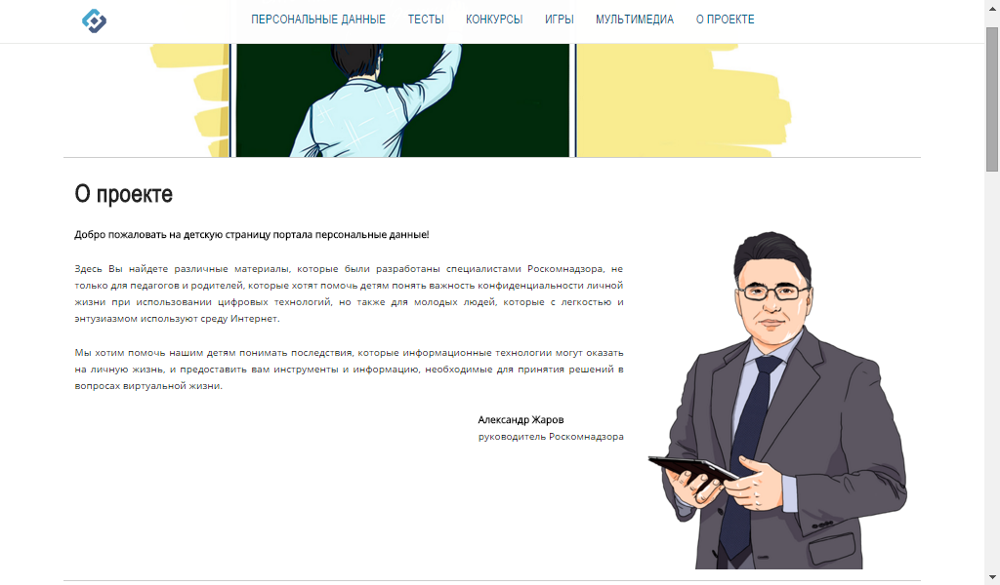 ПЕРСОНАЛЬНЫЕ ДАННЫЕ ТЕСТЫ КОНКУРСЫ ИГРЫ МУЛЬТИМЕДИА О ПРОЕКТЕ
О проекте
Добро пожаловать на детскую страницу портала персональные данные!
Здесь Вы найдете различные материалы, которые были разработаны специалистами Роскомнадзора, не
только для педагогов и родителей, которые хотят помочь детям понять важность конфиденциальности личной
жизни при использовании цифровых технологий, но также для молодых людей, которые с легкостью и
энтузиазмом используют среду Интернет.
Мы хотим помочь нашим детям понимать последствия, которые информационные технологии могут оказать
на личную жизнь, и предоставить вам инструменты и информацию, необходимые для принятия решений в
вопросах виртуальной жизни.
Александр Жаров
руководитель Роскомнадзора